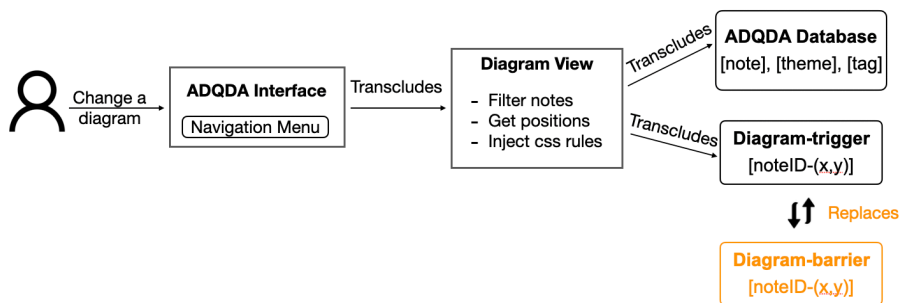 Change a
diagram
ADQDA Interface
Navigation Menu
Transcludes
Diagram View
- Filter notes
- Get positions
- Inject css rules
Transcludes
ADQDA Database
[note], [theme], [tag]
Transcludes
Diagram-trigger
[noteID-(x,y)]
Replaces
Diagram-barrier
[noteID-(x,y)]